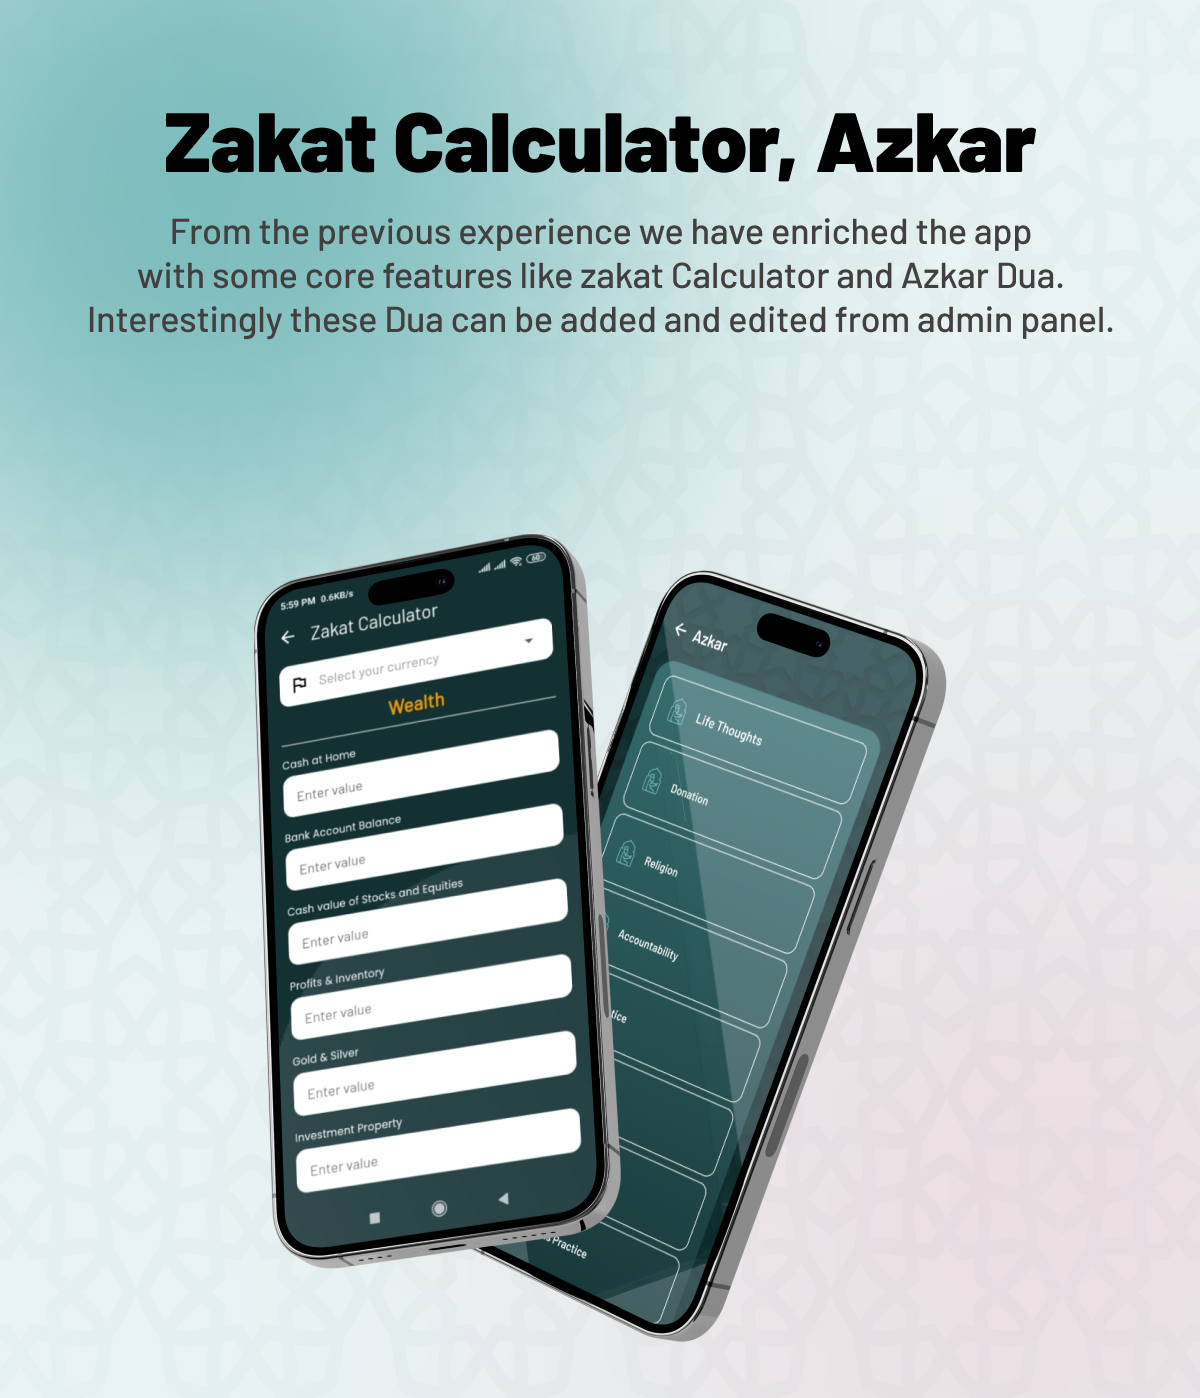 Zakat Calculator, Azkar
From the previous experience we have enriched the app
with some core features like zakat Calculator and Azkar Dua.
Interestingly these Dua can be added and edited from admin panel.
5:59 PM 0.6KB/s
60
Zakat Calculator
Select your currency
Wealth
Cash at Home
Enter value
Bank Account Balance
Enter value
Cash value of Stocks and Equities
Enter value
Profits & Inventory
Enter value
Gold & Silver
Enter value
Investment Property
Enter value
Azkar
Life Thoughts
Donation
Religion
Accountability
Practice